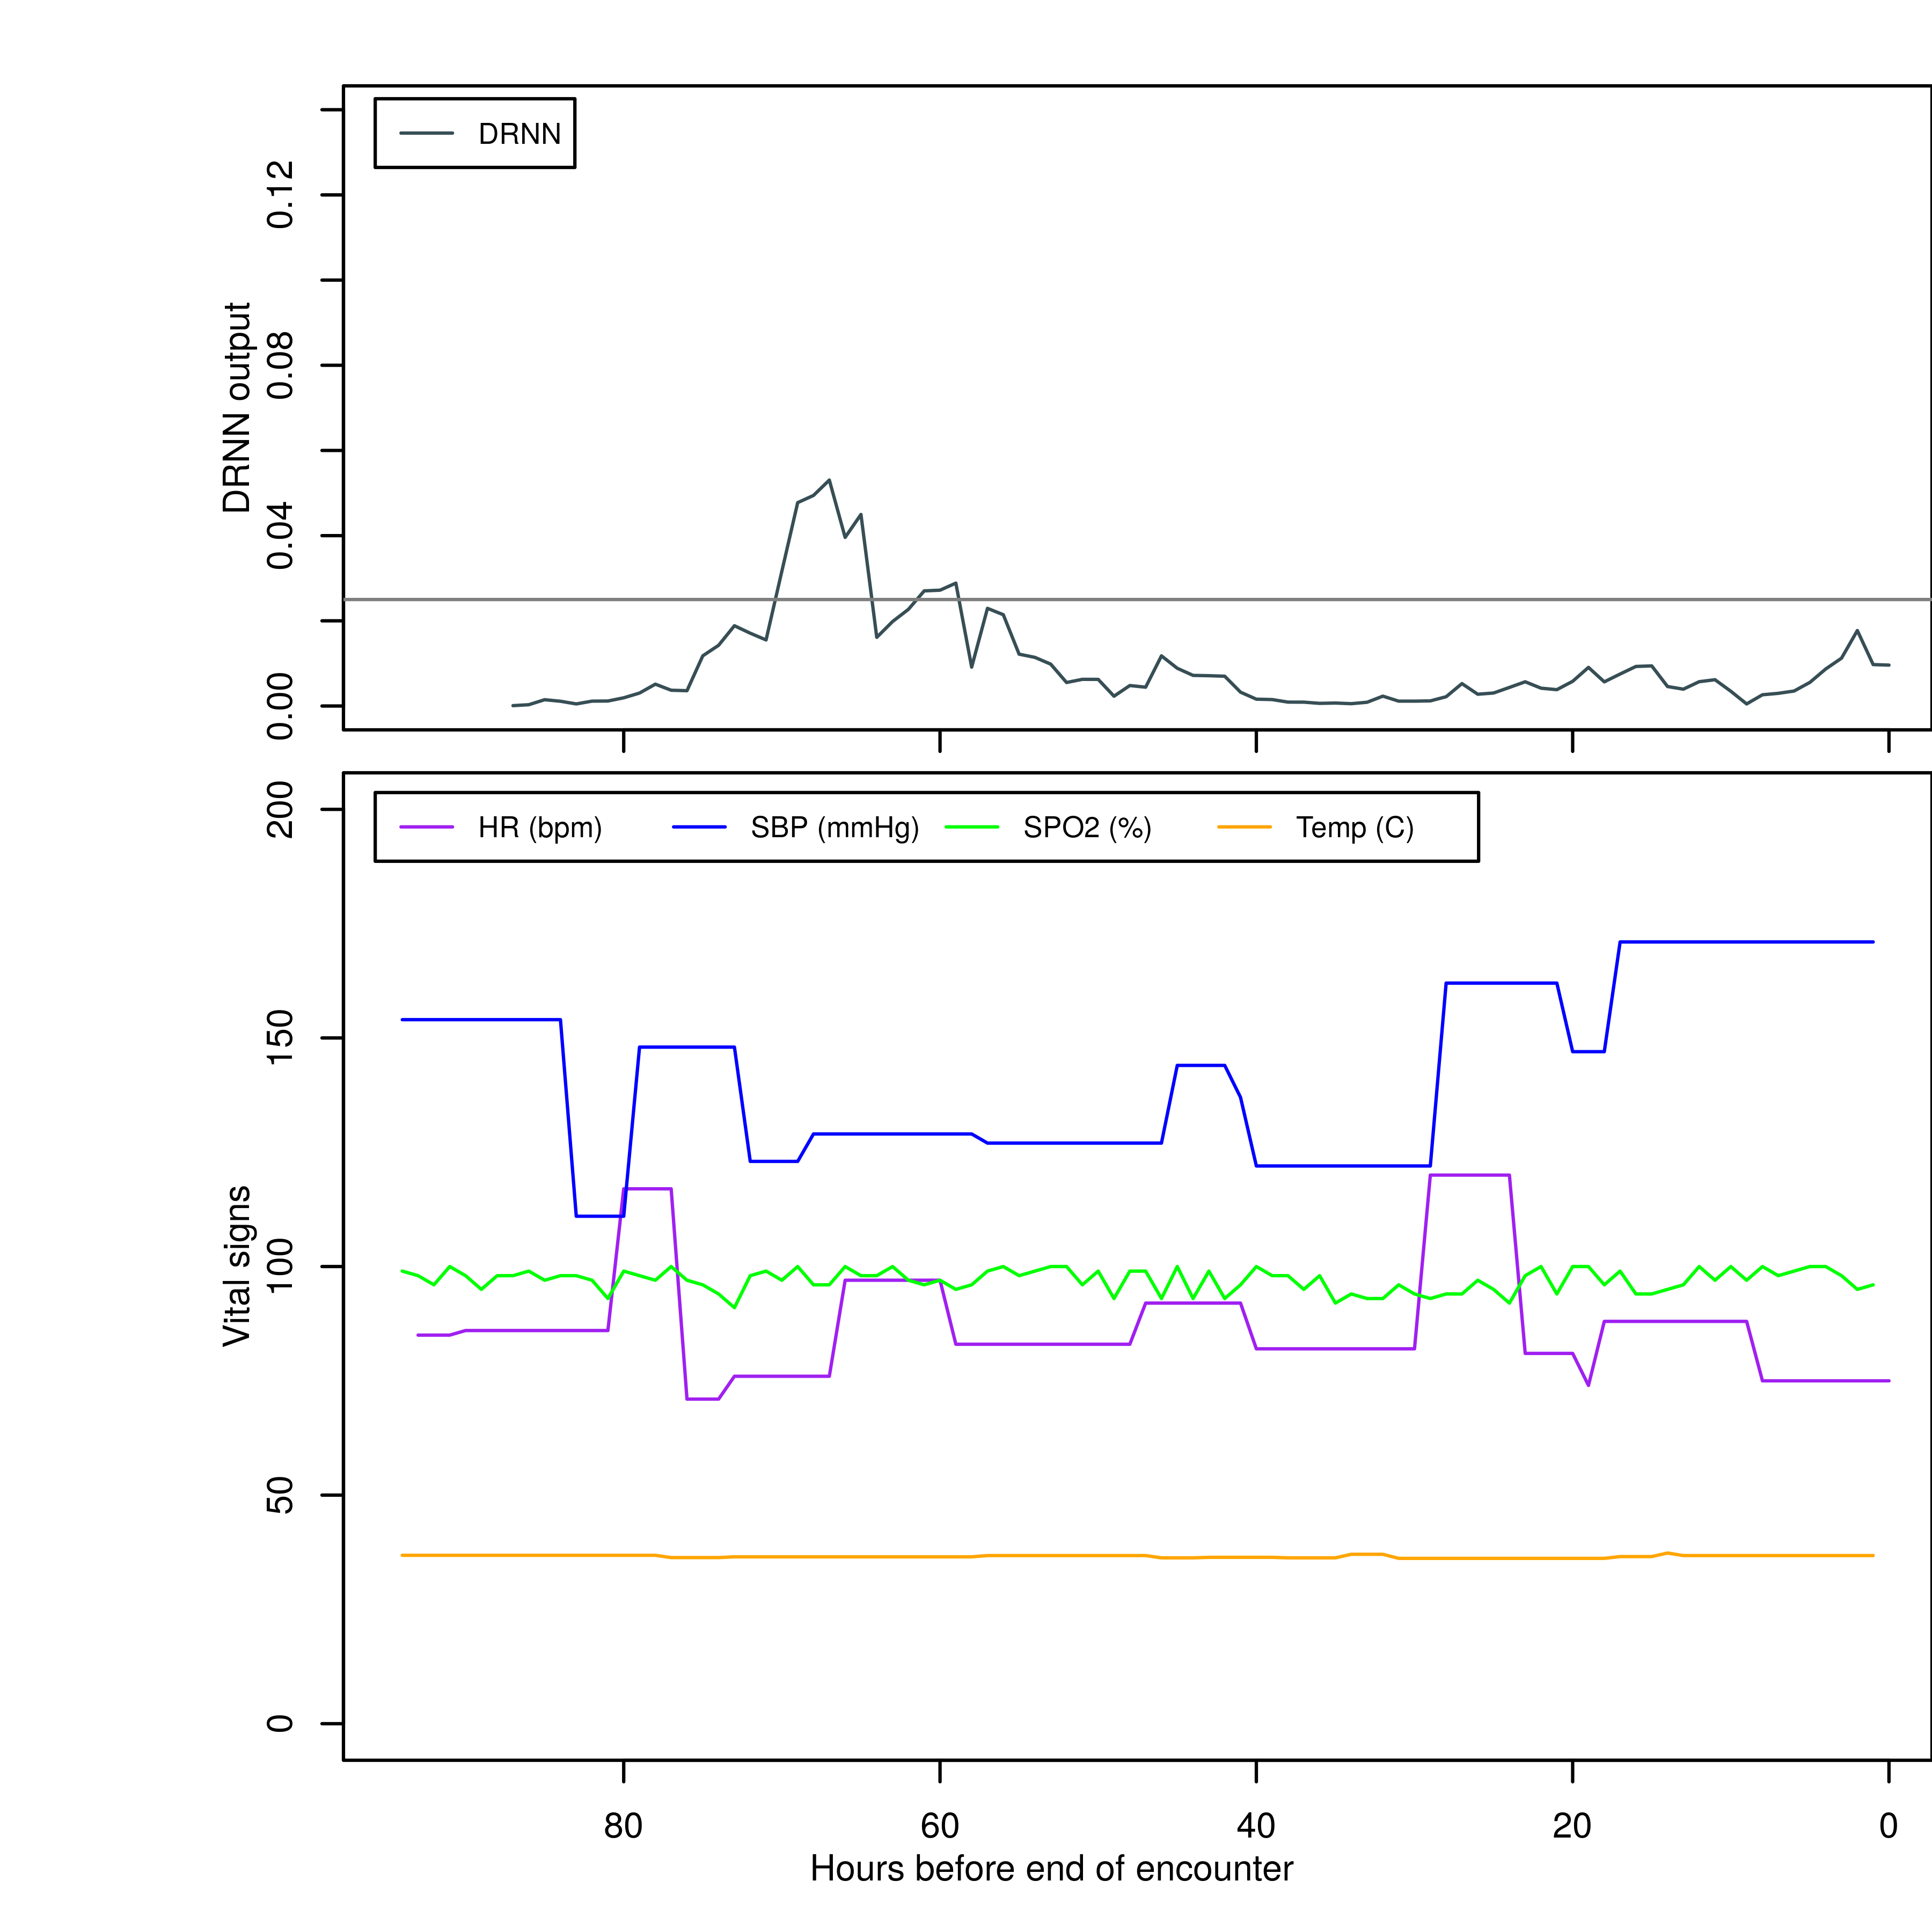 DRNN
DRNN output
0.00
0.04
0.08
0.12
HR (bpm) SBP (mmHg) SPO2 (%) Temp (C)
Vital signs
0
50
100
150
200
80 60 40 20 0
Hours before end of encounter